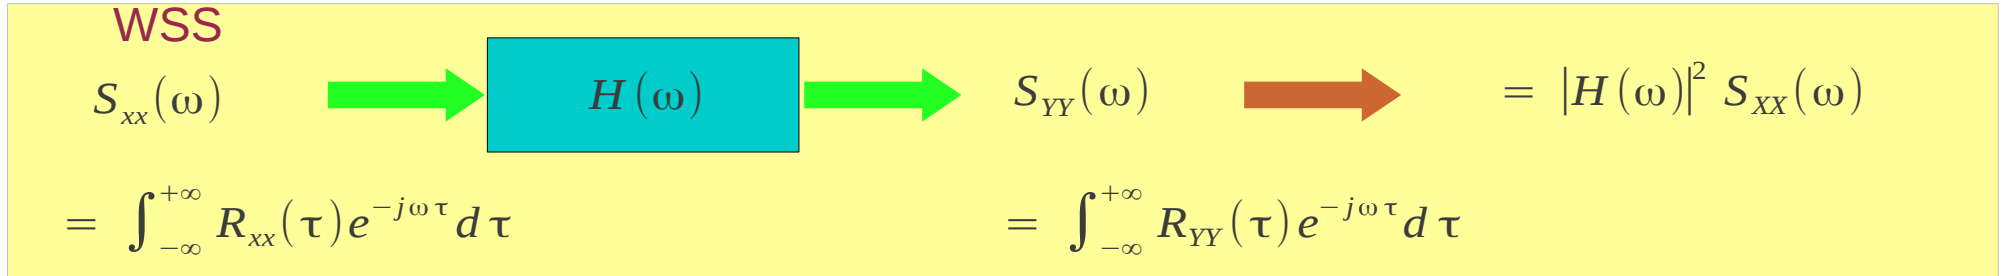 WSS
S_xx(ω) H(ω) S_YY(ω) = |H(ω)|² S_XX(ω)
= ∫_−∞^+∞ R_xx(τ) e^−jωτ dτ = ∫_−∞^+∞ R_YY(τ) e^−jωτ dτ